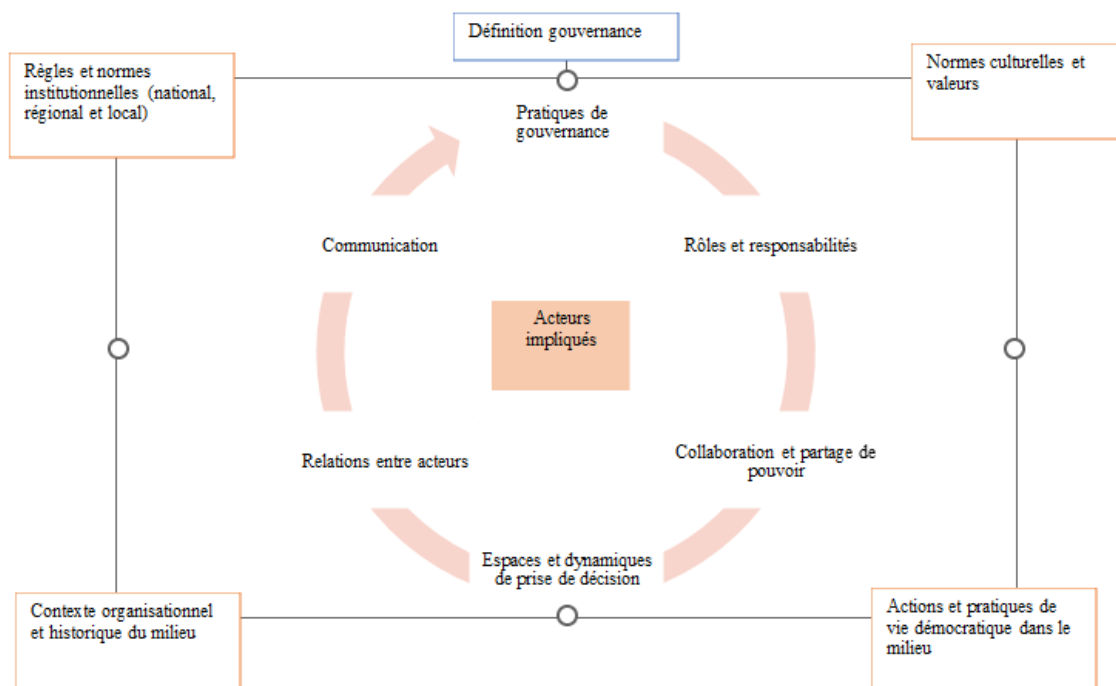 Définition gouvernance
Règles et normes
institutionnelles (national,
régional et local)
Normes culturelles et
valeurs
Pratiques de
gouvernance
Communication
Rôles et responsabilités
Acteurs
impliqués
Relations entre acteurs
Collaboration et partage de
pouvoir
Espaces et dynamiques
de prise de décision
Contexte organisationnel
et historique du milieu
Actions et pratiques de
vie démocratique dans le
milieu